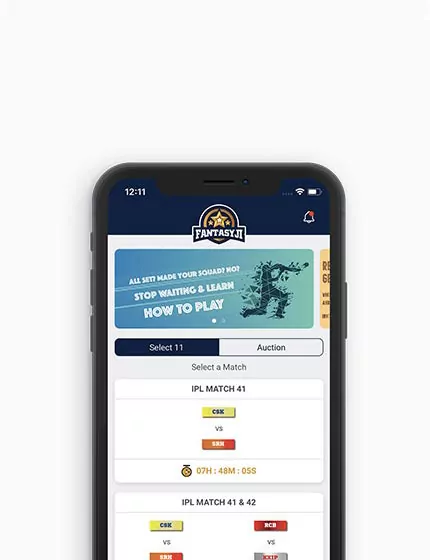 12:11
FANTASYJI
ALL SET? MADE YOUR SQUAD? NO?
STOP WAITING & LEARN
HOW TO PLAY
Select 11
Auction
Select a Match
IPL MATCH 41
CSK
vs
SRH
07H : 48M : 05S
IPL MATCH 41 & 42
CSK
RCB
vs
vs
SRH
KXIP